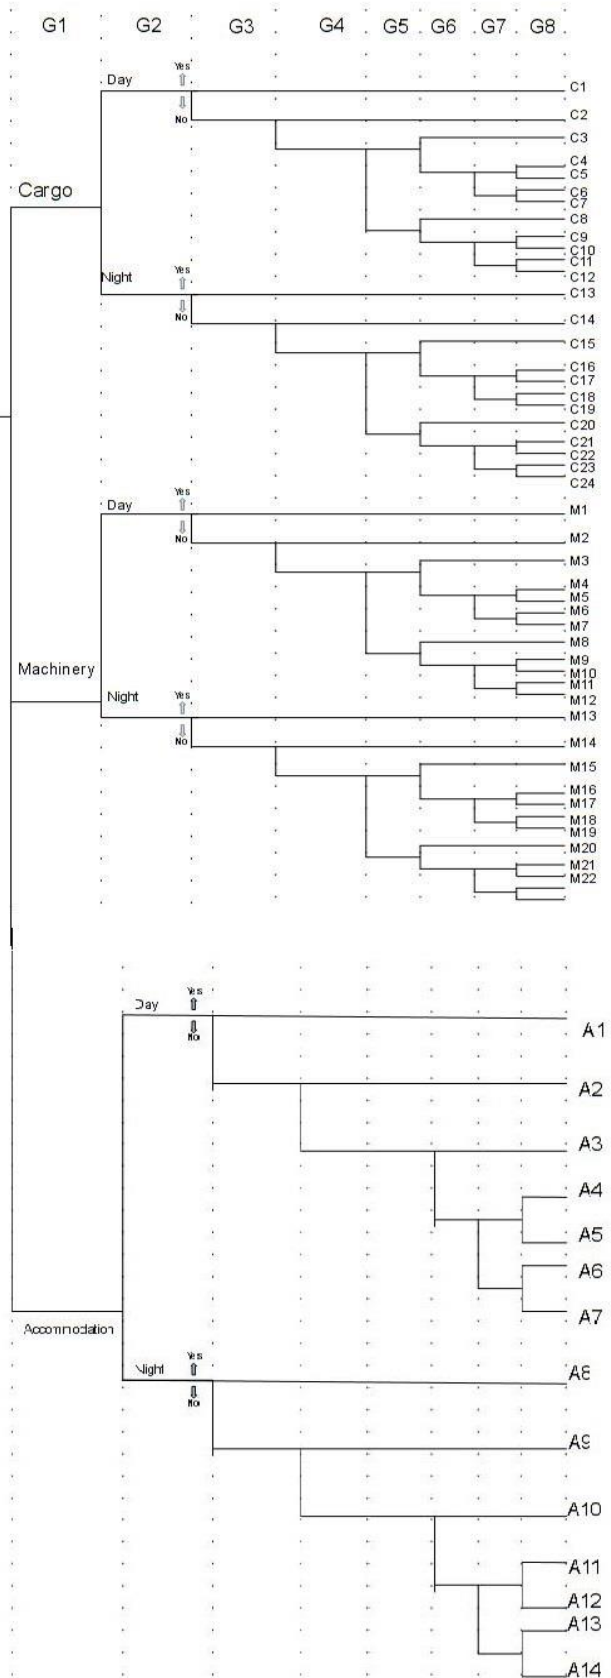 G1 G2 G3 G4 G5 G6 G7 G8
Yes
Day
C1
No
C2
C3
C4
C5
Cargo
C6
C7
C8
C9
C10
C11
Yes
Night
C12
C13
No
C14
C15
C16
C17
C18
C19
C20
C21
C22
C23
C24
Yes
Day
M1
No
M2
M3
M4
M5
M6
M7
M8
M9
Machinery
M10
M11
Yes
Night
M12
M13
No
M14
M15
M16
M17
M18
M19
M20
M21
M22
Yes
Day
A1
No
A2
A3
A4
A5
A6
A7
Accommodation
Yes
Night
A8
No
A9
A10
A11
A12
A13
A14